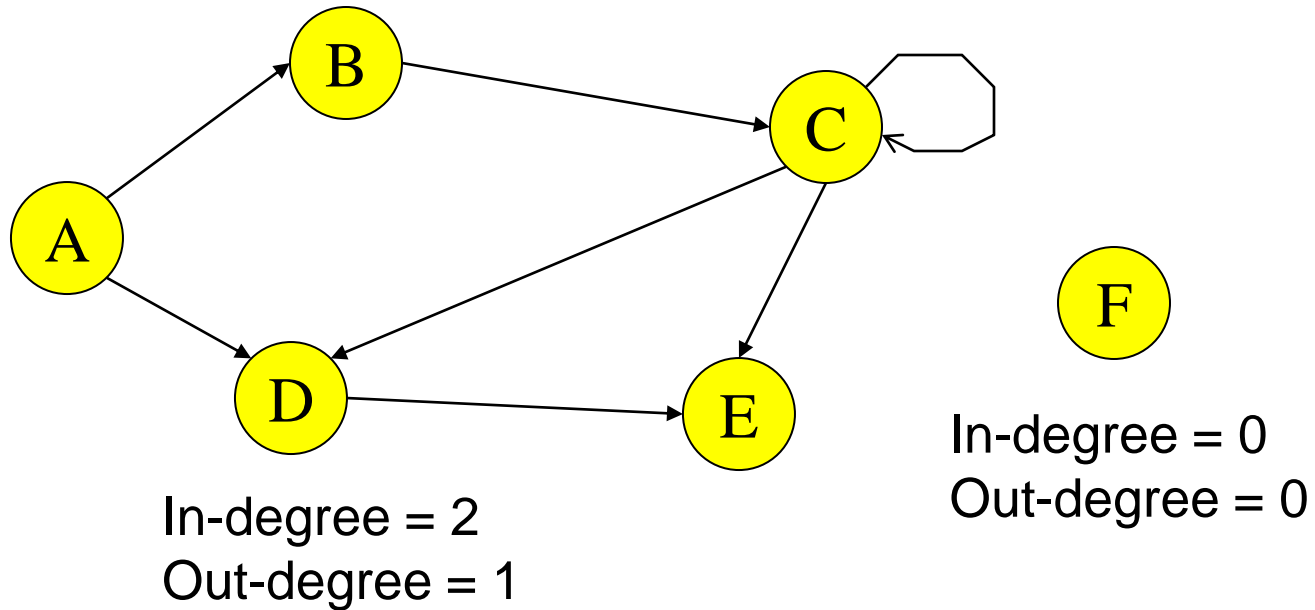 B
C
A
F
D
E
In-degree = 0
Out-degree = 0
In-degree = 2
Out-degree = 1